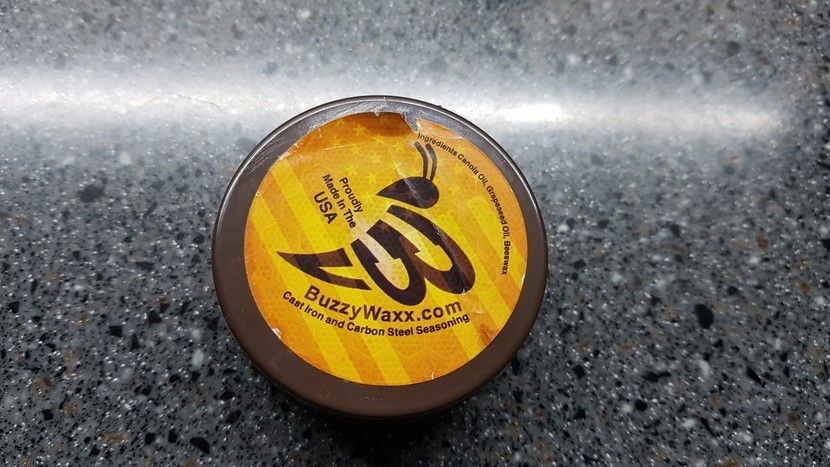 Ingredients Canola Oil, Grapeseed Oil, Beeswax
Proudly
Made In The
USA
BuzzyWaxx.com
Cast Iron and Carbon Steel Seasoning